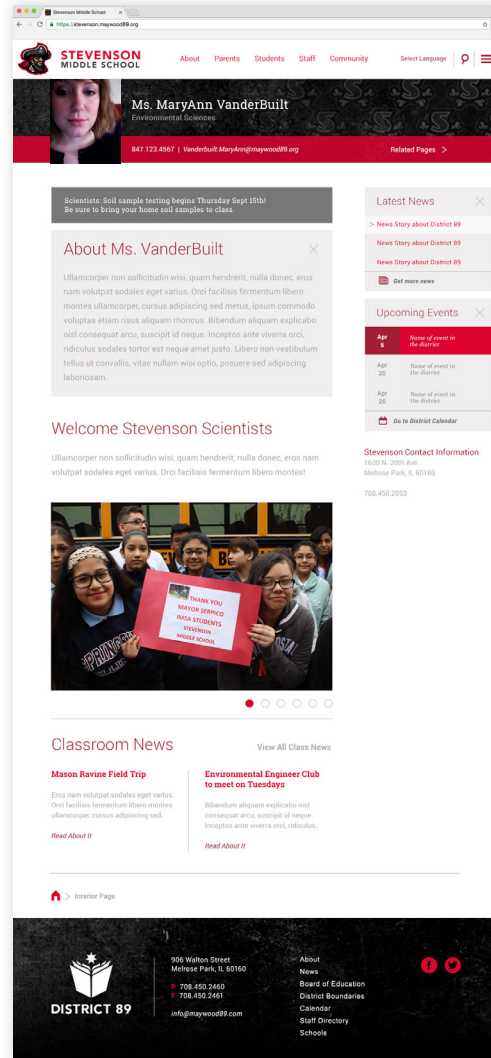 Stevenson Middle School
https://stevenson.maywood89.org
STEVENSON
MIDDLE SCHOOL
About Parents Students Staff Community
Select Language
Ms. MaryAnn VanderBuilt
Environmental Sciences
847.123.4567 | Vanderbuilt.MaryAnn@maywood89.org
Related Pages >
Scientists: Soil sample testing begins Thursday Sept 15th!
Be sure to bring your home soil samples to class.
About Ms. VanderBuilt
Ullamcorper non sollicitudin wisi, quam hendrerit, nulla donec, eros
nam volutpat sodales eget varius. Orci facilisis fermentum libero
montes ullamcorper, cursus adipiscing sed metus, ipsum commodo
voluptas etiam risus aliquam rhoncus. Bibendum aliquam explicabo
nisl consequat arcu, suscipit id neque. Inceptos ante viverra orci,
ridiculus sodales tortor est neque amet justo. Libero non vestibulum
tellus ut convallis, vitae nullam wisi optio, posuere sed adipiscing
laboriosam.
Welcome Stevenson Scientists
Ullamcorper non sollicitudin wisi, quam hendrerit, nulla donec, eros nam
volutpat sodales eget varius. Orci facilisis fermentum libero montes!
THANK YOU
MAYOR SERPICO
IMSA STUDENTS
STEVENSON
MIDDLE SCHOOL
Classroom News
View All Class News
Mason Ravine Field Trip
Eros nam volutpat sodales eget varius.
Orci facilisis fermentum libero montes
ullamcorper, cursus adipiscing sed.
Read About It
Environmental Engineer Club
to meet on Tuesdays
Bibendum aliquam explicabo nisl
consequat arcu, suscipit id neque.
Inceptos ante viverra orci, ridiculus.
Read About It
Latest News
> News Story about District 89
News Story about District 89
News Story about District 89
Get more news
Upcoming Events
Apr
5
Name of event in
the district
Apr
20
Name of event in
the district
Apr
26
Name of event in
the district
Go to District Calendar
Stevenson Contact Information
1630 N. 20th Ave.
Melrose Park, IL 60160
708.450.2053
> Interior Page
DISTRICT 89
906 Walton Street
Melrose Park, IL 60160
P 708.450.2460
F 708.450.2461
info@maywood89.com
About
News
Board of Education
District Boundaries
Calendar
Staff Directory
Schools